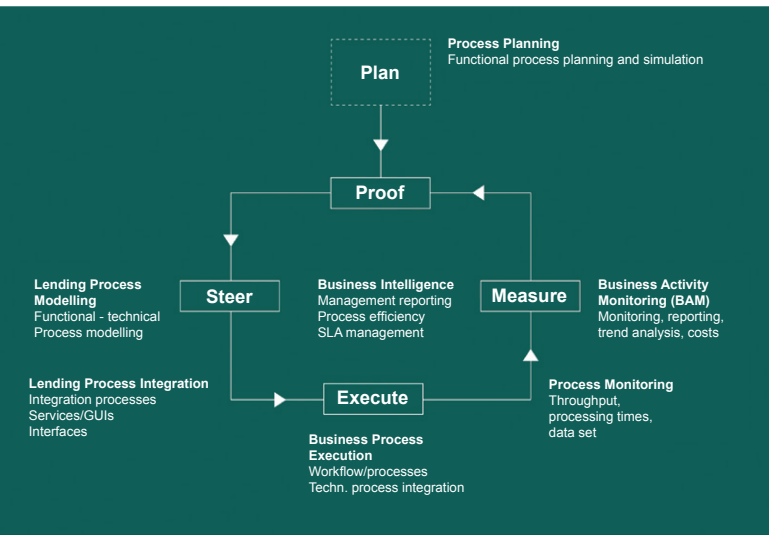 Plan
Process Planning
Functional process planning and simulation
Proof
Lending Process
Modelling
Functional - technical
Process modelling
Steer
Business Intelligence
Management reporting
Process efficiency
SLA management
Measure
Business Activity
Monitoring (BAM)
Monitoring, reporting,
trend analysis, costs
Lending Process Integration
Integration processes
Services/GUIs
Interfaces
Execute
Business Process
Execution
Workflow/processes
Techn. process integration
Process Monitoring
Throughput,
processing times,
data set